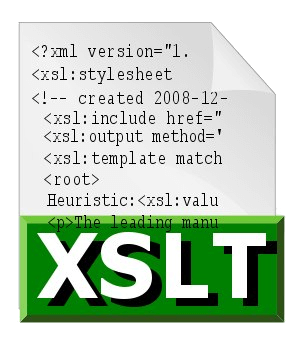 <?xml version="1.
<xsl:stylesheet
<!-- created 2008-12-
<xsl:include href="
<xsl:output method='
<xsl:template match
<root>
Heuristic:<xsl:valu
<p>The leading manu
XSLT